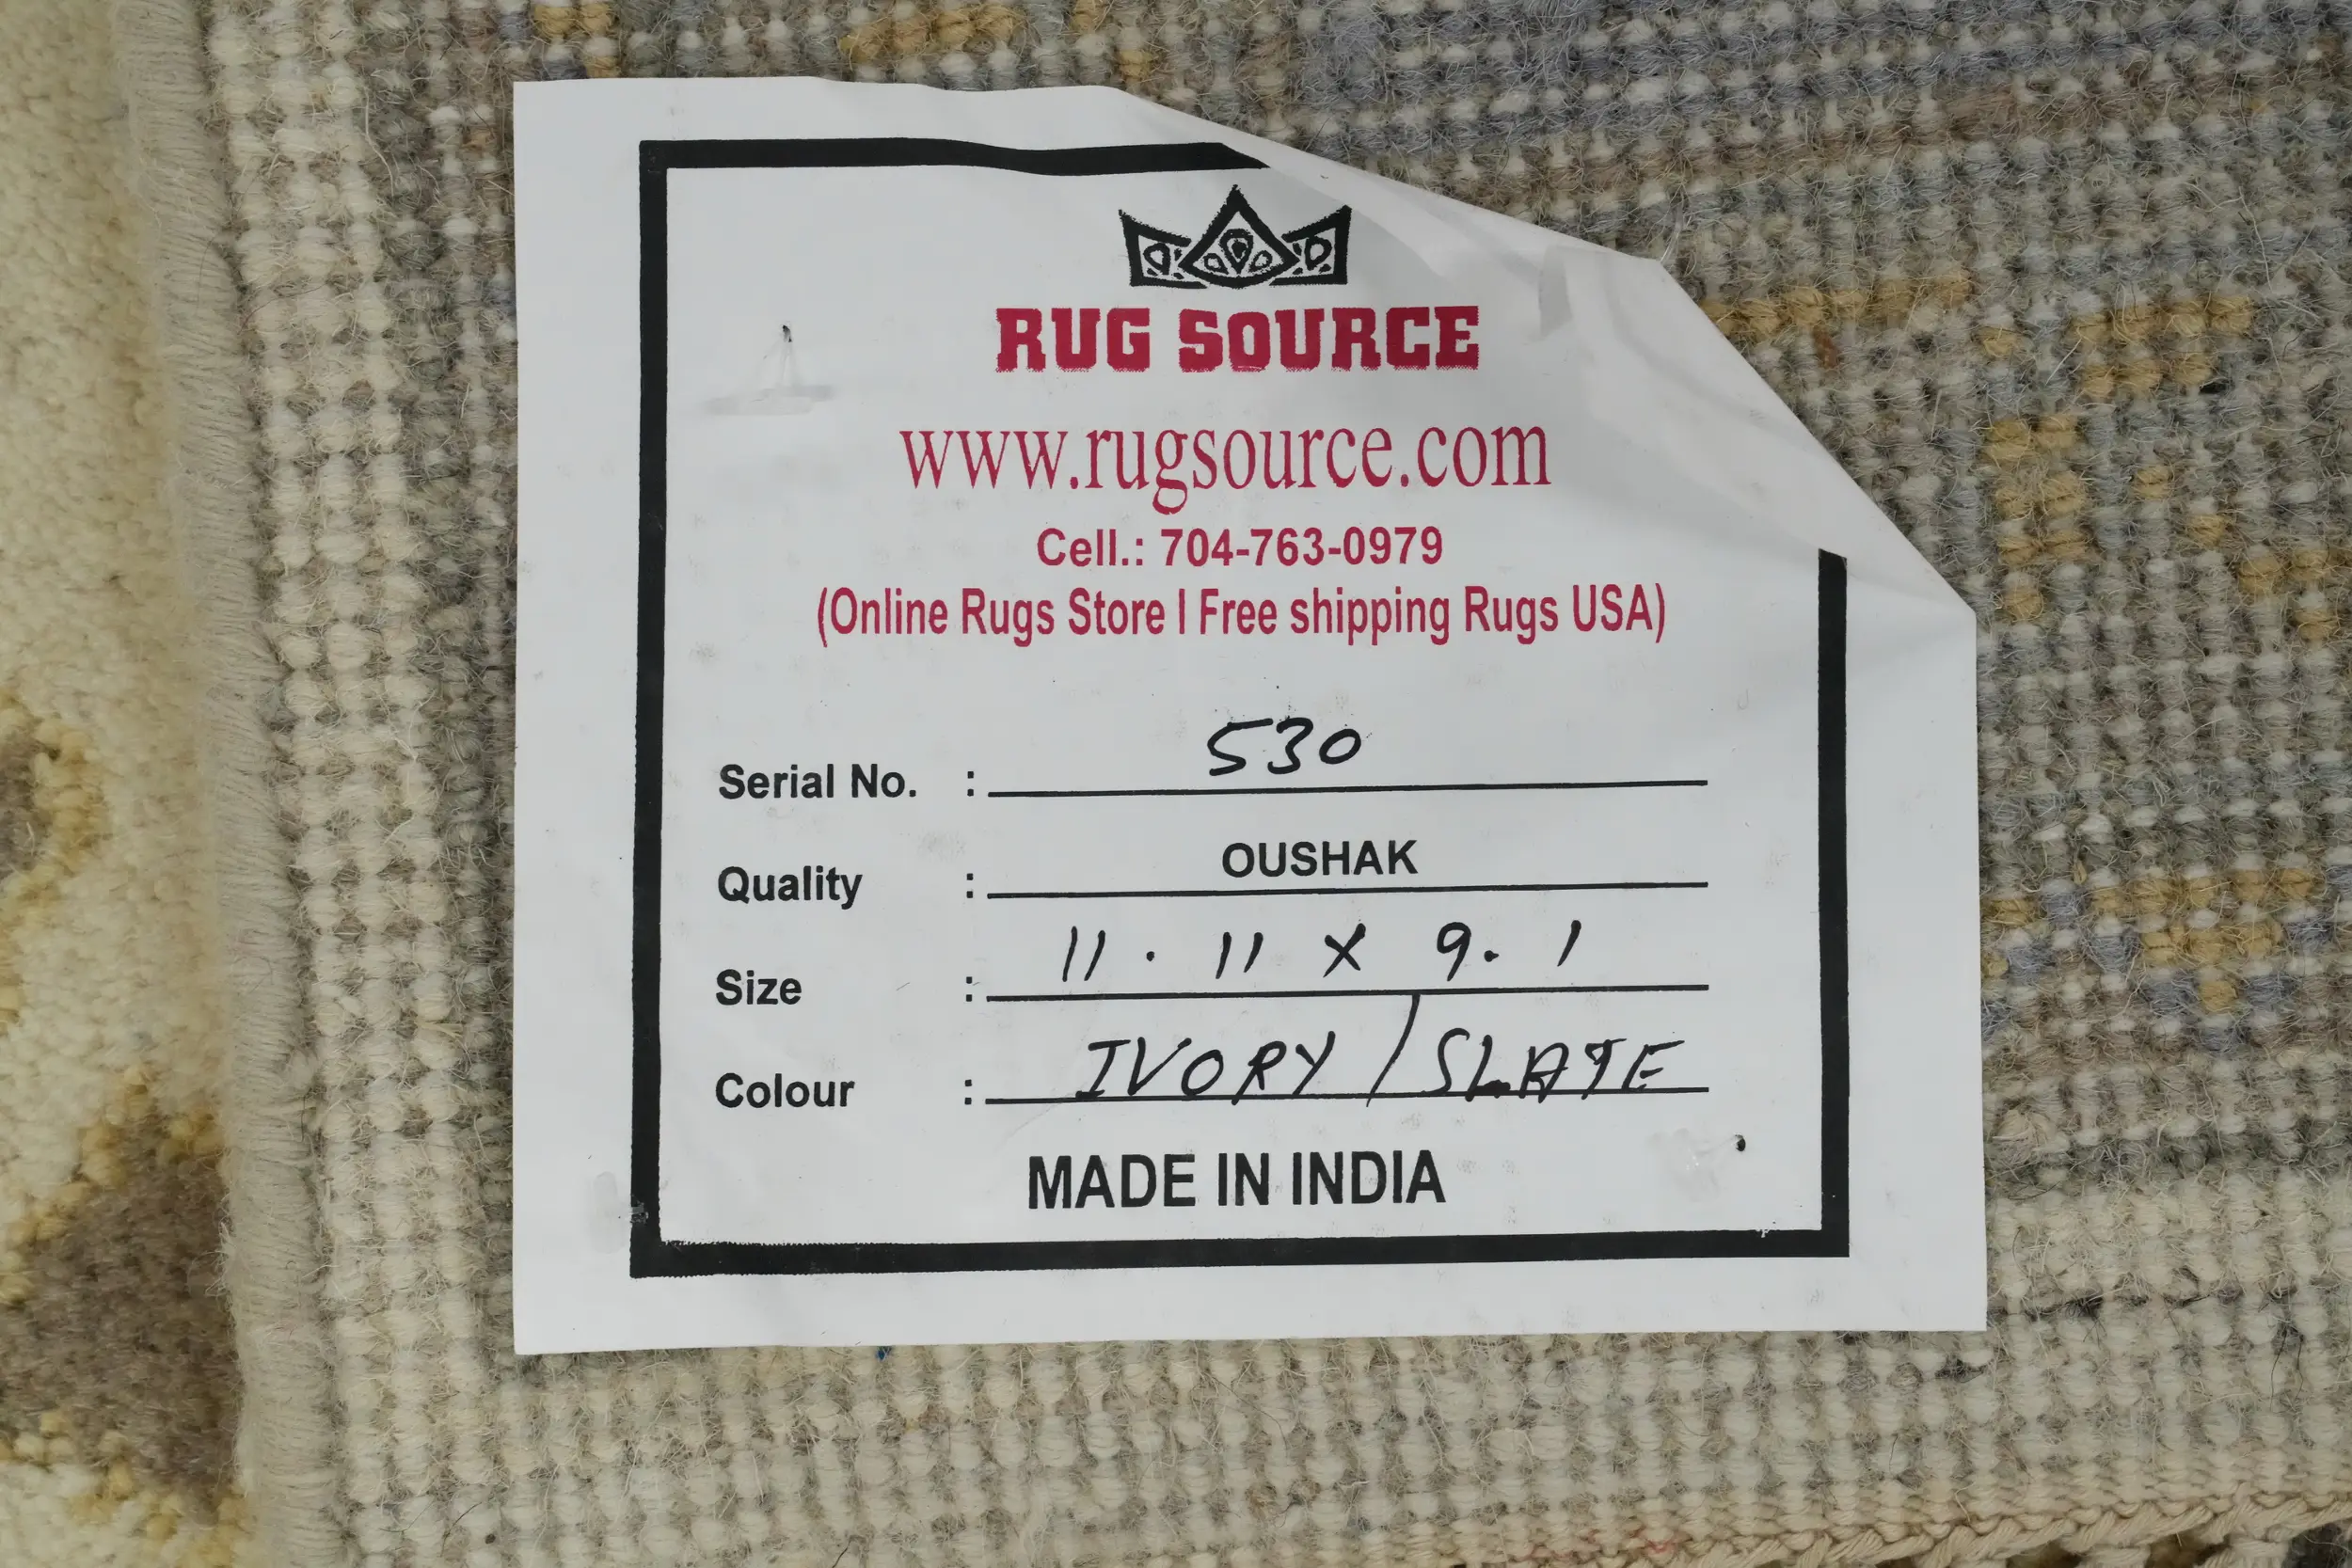 RUG SOURCE
www.rugsource.com
Cell.: 704-763-0979
(Online Rugs Store I Free shipping Rugs USA)
Serial No. : 530
Quality : OUSHAK
Size : 11.11 x 9.1
Colour : IVORY / SLATE
MADE IN INDIA